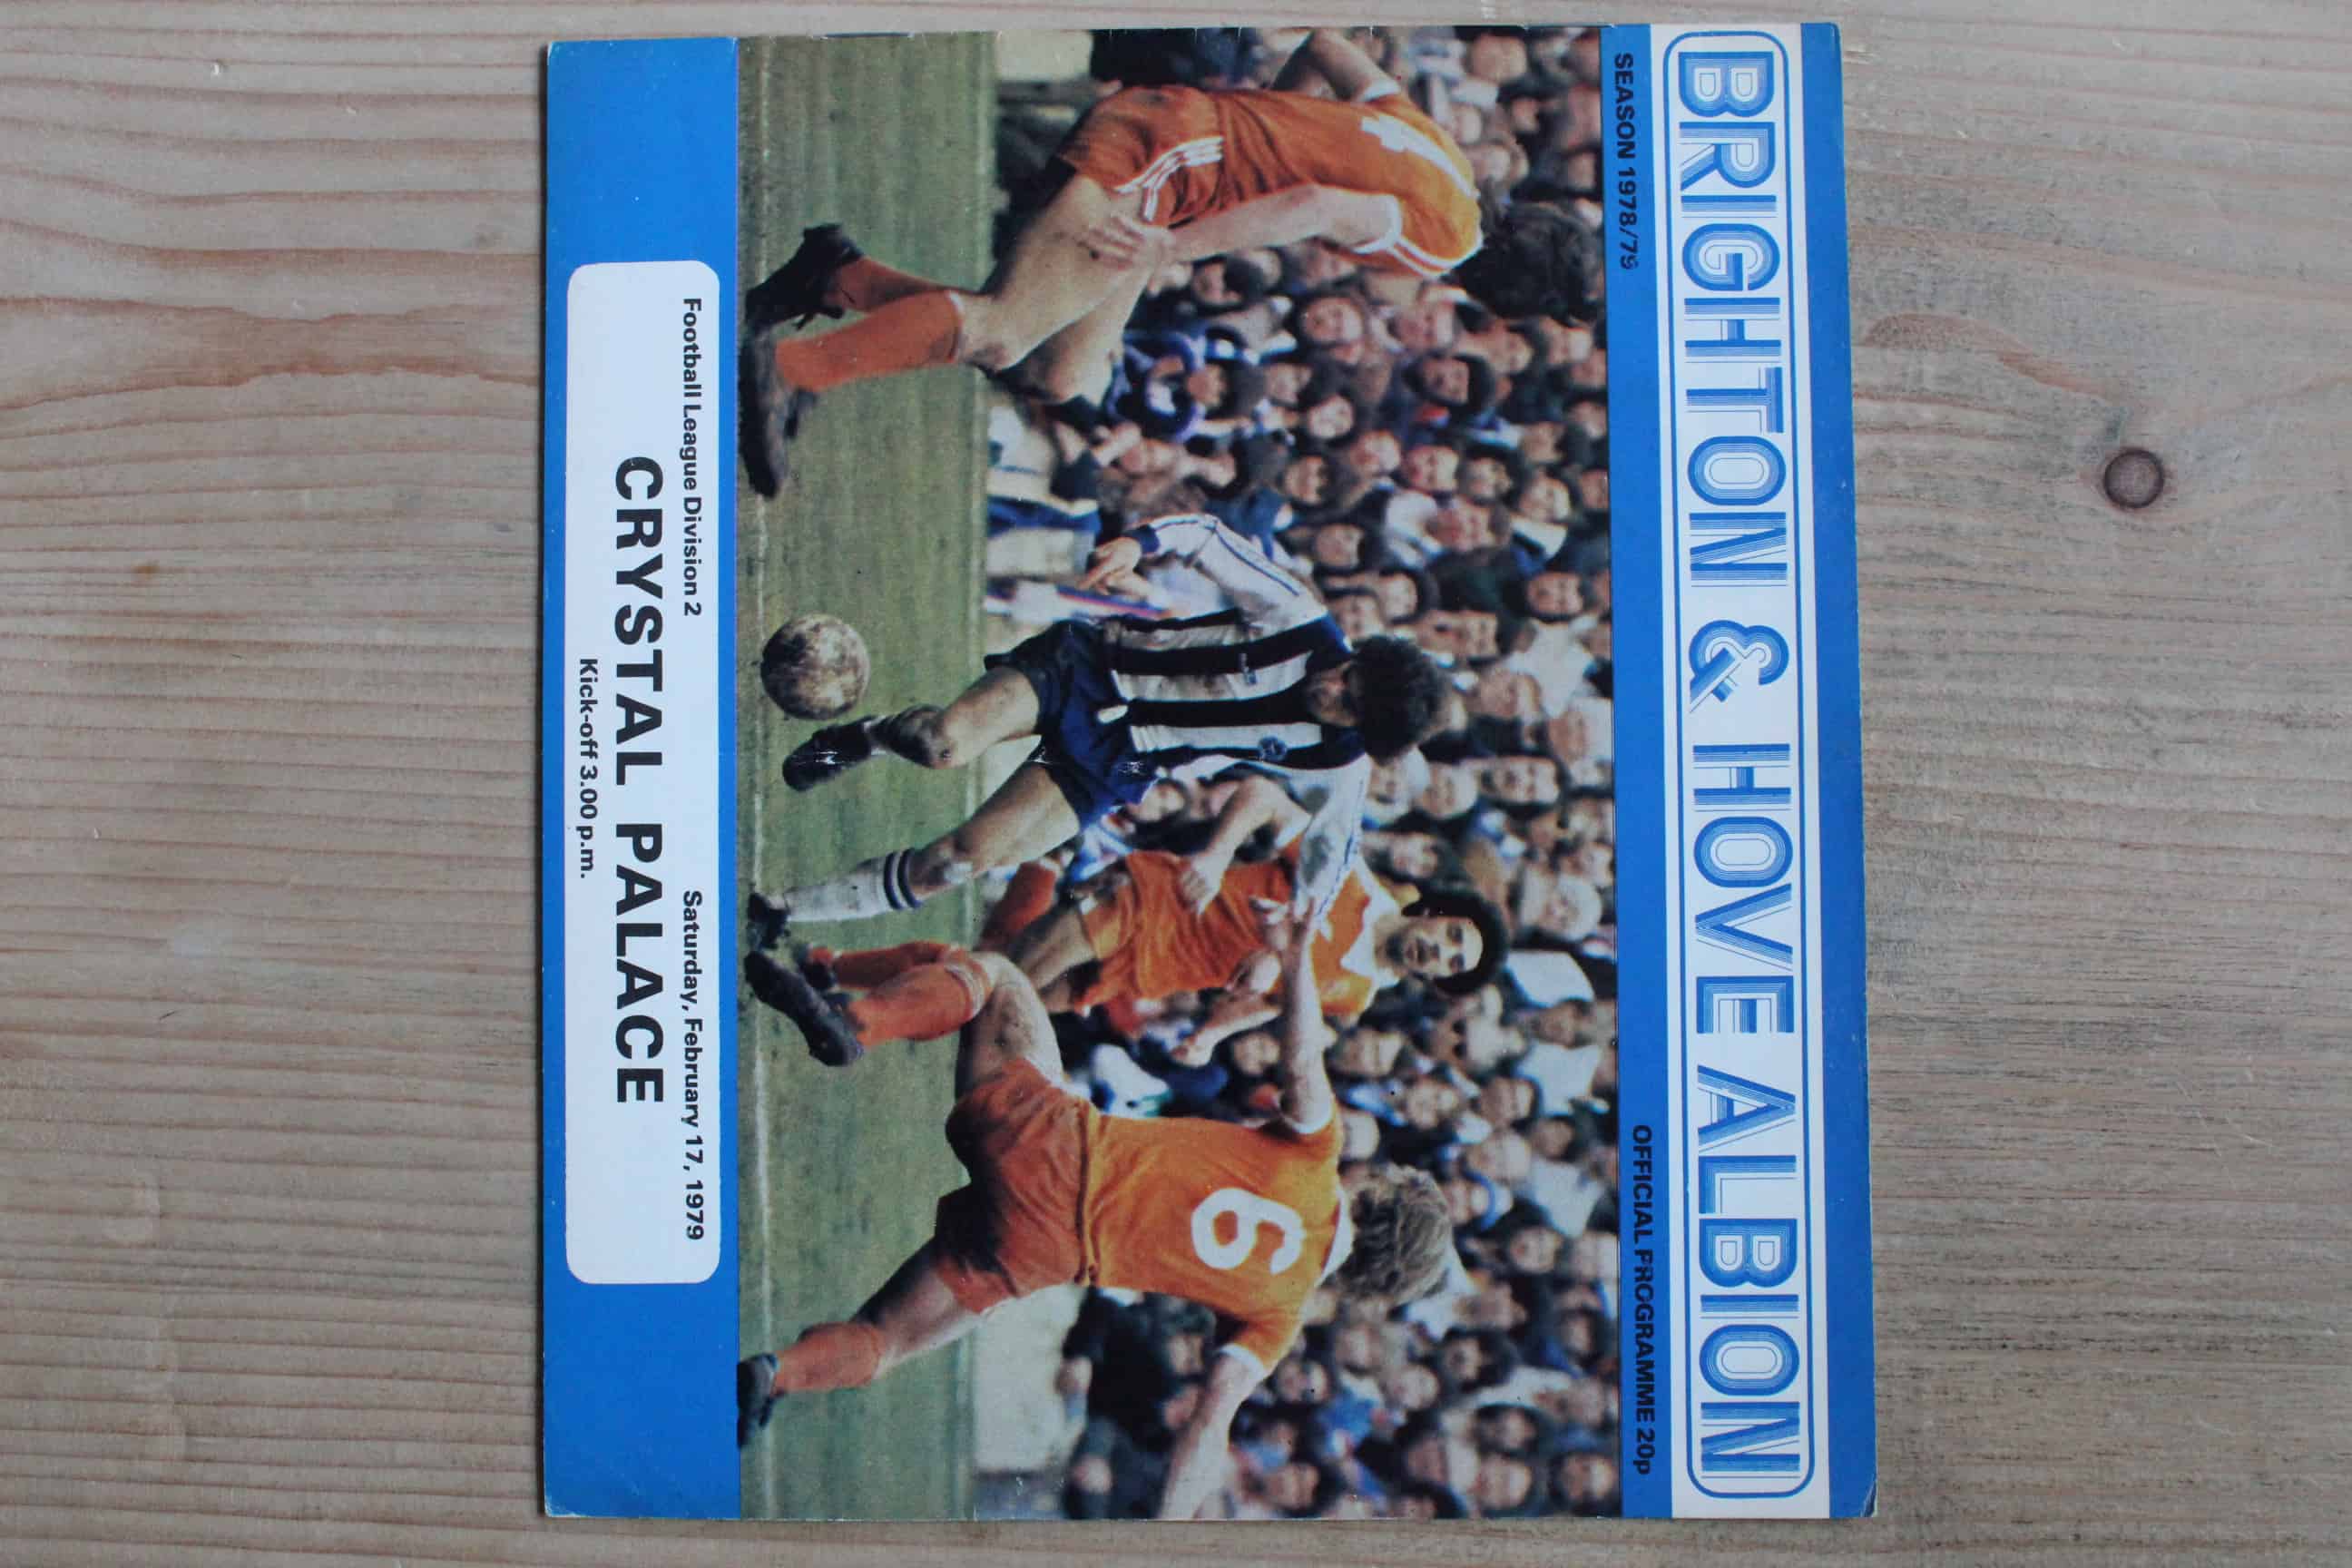 BRIGHTON & HOVE ALBION
SEASON 1978/79 OFFICIAL PROGRAMME 20p
6
Football League Division 2 Saturday, February 17, 1979
CRYSTAL PALACE
Kick-off 3.00 p.m.